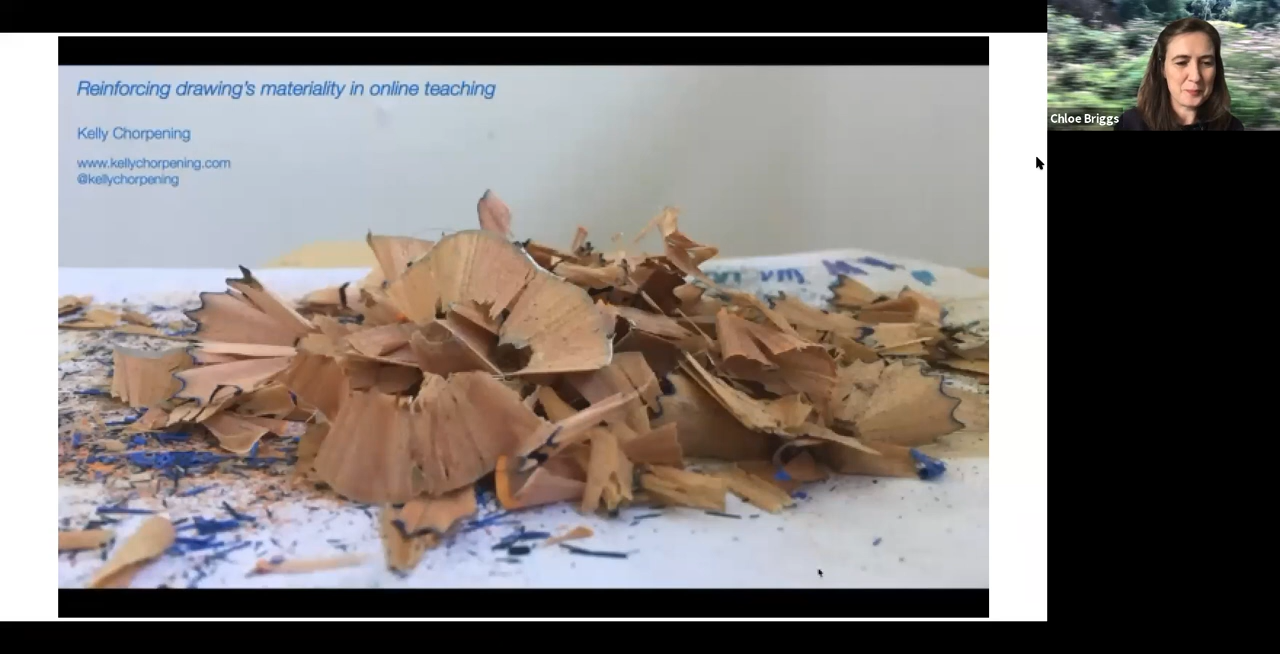 Reinforcing drawing's materiality in online teaching
Kelly Chorpening
www.kellychorpening.com
@kellychorpening
Chloe Briggs